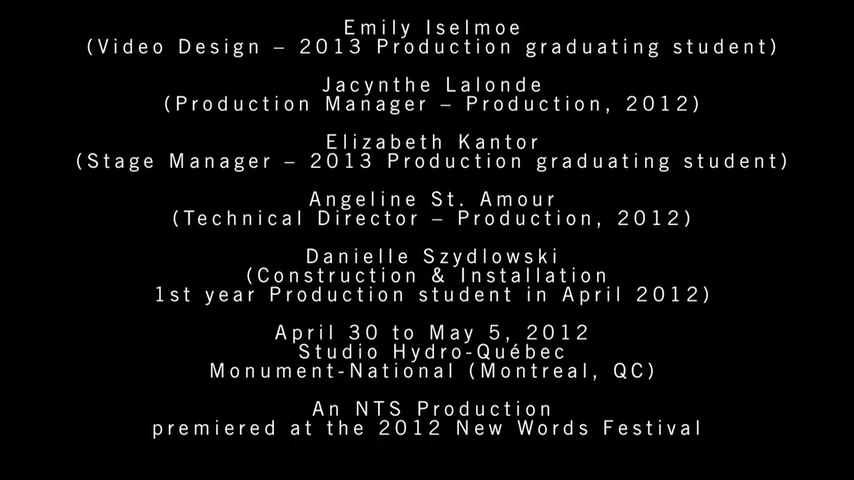 Emily Iselmoe
(Video Design – 2013 Production graduating student)
Jacynthe Lalonde
(Production Manager – Production, 2012)
Elizabeth Kantor
(Stage Manager – 2013 Production graduating student)
Angeline St. Amour
(Technical Director – Production, 2012)
Danielle Szydlowski
(Construction & Installation
1st year Production student in April 2012)
April 30 to May 5, 2012
Studio Hydro-Québec
Monument-National (Montreal, QC)
An NTS Production
premiered at the 2012 New Words Festival